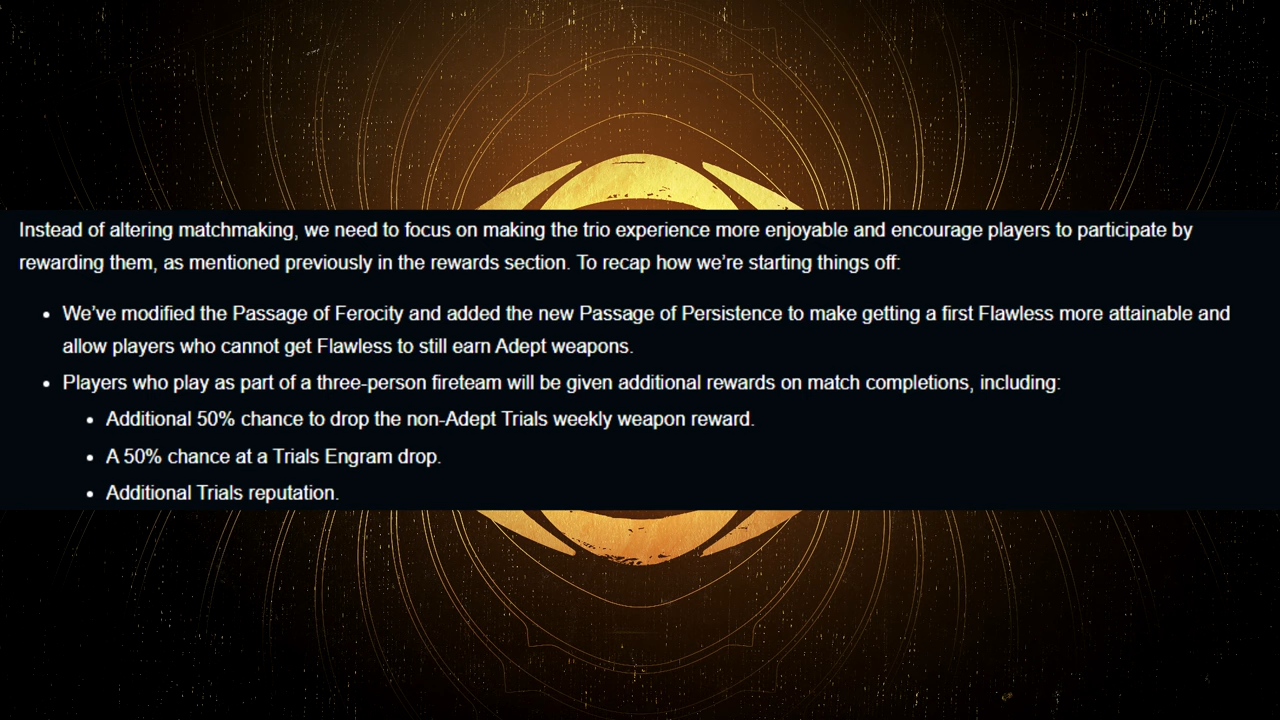 Instead of altering matchmaking, we need to focus on making the trio experience more enjoyable and encourage players to participate by
rewarding them, as mentioned previously in the rewards section. To recap how we're starting things off:
• We've modified the Passage of Ferocity and added the new Passage of Persistence to make getting a first Flawless more attainable and
allow players who cannot get Flawless to still earn Adept weapons.
• Players who play as part of a three-person fireteam will be given additional rewards on match completions, including:
• Additional 50% chance to drop the non-Adept Trials weekly weapon reward.
• A 50% chance at a Trials Engram drop.
• Additional Trials reputation.